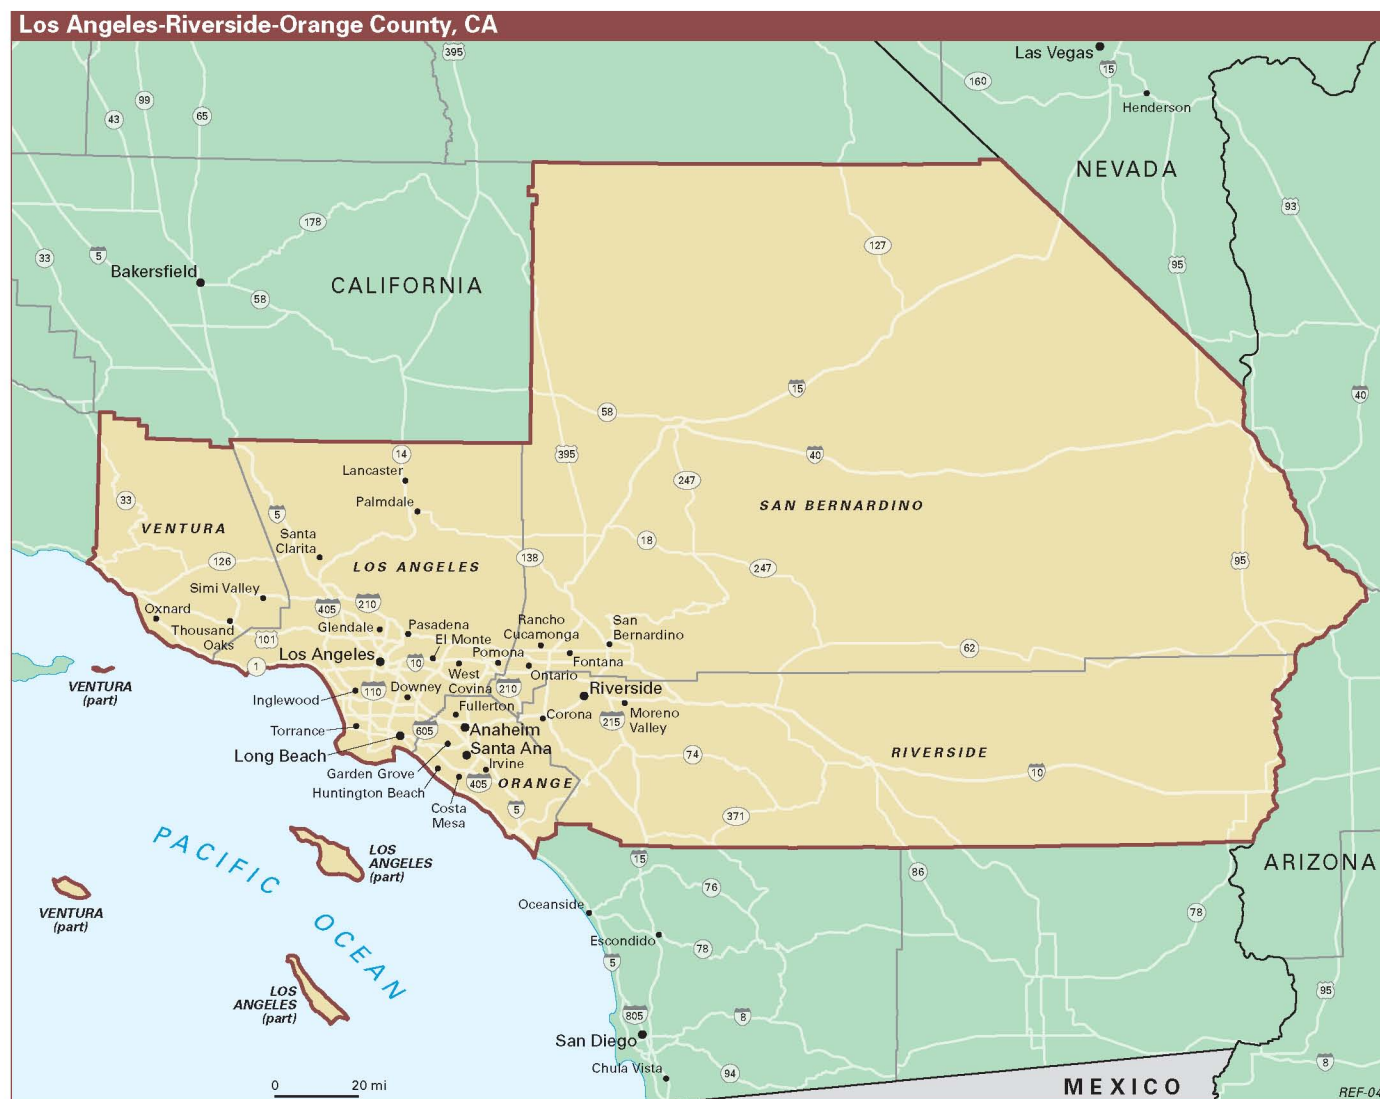 Los Angeles-Riverside-Orange County, CA
395
Las Vegas
15
160
99
Henderson
43
65
NEVADA
93
178
127
33
5
95
Bakersfield
CALIFORNIA
58
15
40
58
14
395
40
Lancaster
247
Palmdale
33
SAN BERNARDINO
5
VENTURA
Santa
Clarita
18
126
LOS ANGELES
138
247
95
Simi Valley
405
210
Oxnard
Thousand
Oaks
101
Glendale
Pasadena
El Monte
Rancho
Cucamonga
San
Bernardino
62
Los Angeles
10
Pomona
Fontana
1
West
Covina
Ontario
VENTURA
(part)
Inglewood
110
Downey
210
Riverside
Fullerton
Corona
215
Moreno
Valley
Torrance
605
Anaheim
Long Beach
Santa Ana
74
RIVERSIDE
Garden Grove
Irvine
10
Huntington Beach
405
ORANGE
Costa
Mesa
5
371
PACIFIC OCEAN
LOS
ANGELES
(part)
15
ARIZONA
86
76
VENTURA
(part)
Oceanside
78
Escondido
78
5
LOS
ANGELES
(part)
95
805
8
San Diego
8
Chula Vista
94
0 20 mi
MEXICO
REF-04